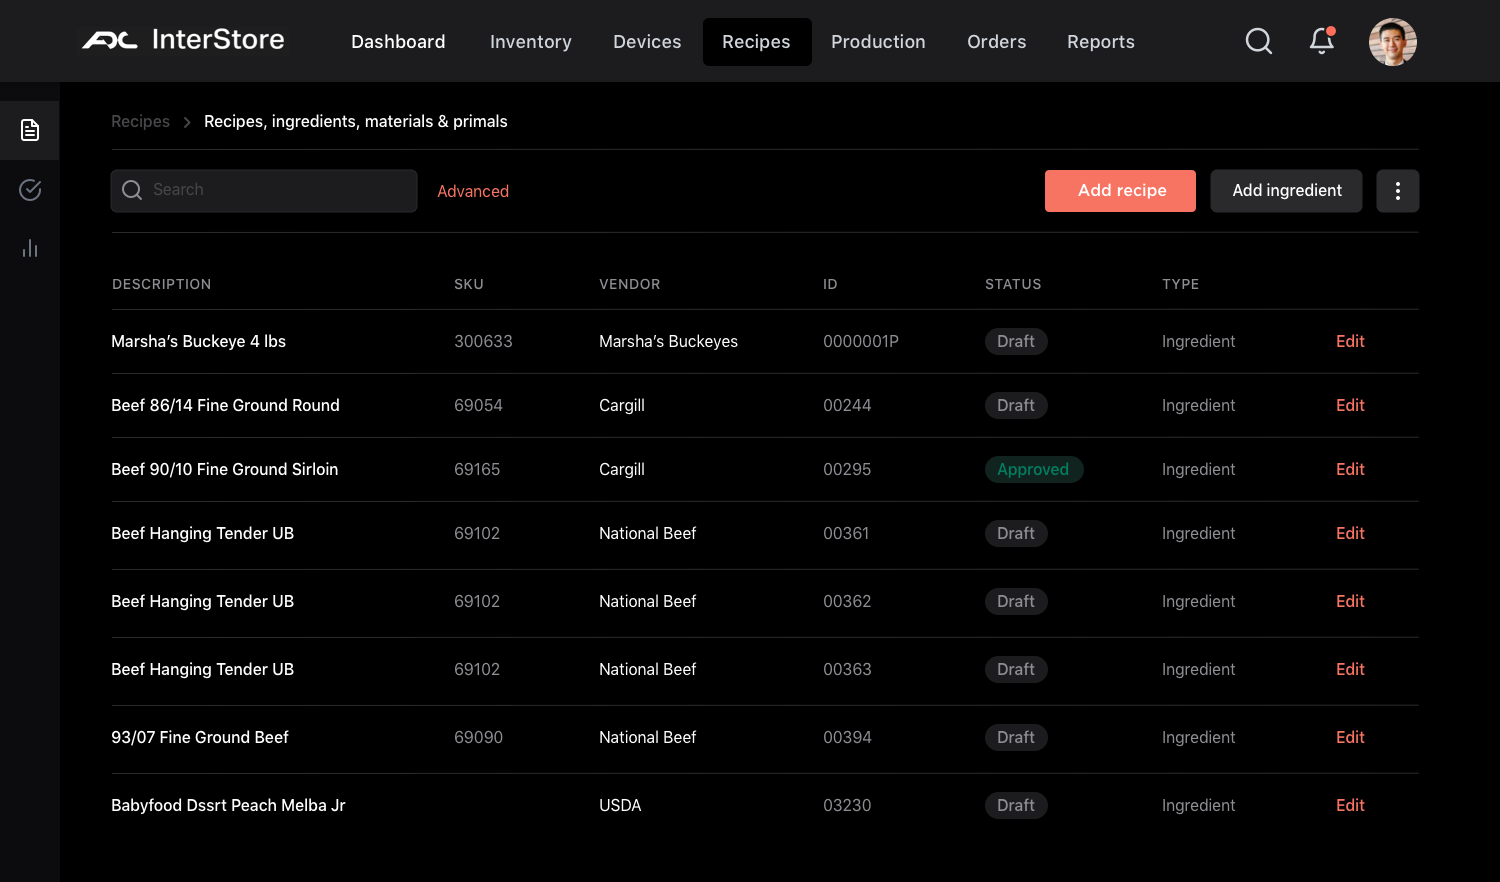 InterStore Dashboard Inventory Devices Recipes Production Orders Reports
Recipes Recipes, ingredients, materials & primals
Search Advanced Add recipe Add ingredient
DESCRIPTION SKU VENDOR ID STATUS TYPE
Marsha’s Buckeye 4 lbs 300633 Marsha’s Buckeyes 0000001P Draft Ingredient Edit
Beef 86/14 Fine Ground Round 69054 Cargill 00244 Draft Ingredient Edit
Beef 90/10 Fine Ground Sirloin 69165 Cargill 00295 Approved Ingredient Edit
Beef Hanging Tender UB 69102 National Beef 00361 Draft Ingredient Edit
Beef Hanging Tender UB 69102 National Beef 00362 Draft Ingredient Edit
Beef Hanging Tender UB 69102 National Beef 00363 Draft Ingredient Edit
93/07 Fine Ground Beef 69090 National Beef 00394 Draft Ingredient Edit
Babyfood Dssrt Peach Melba Jr USDA 03230 Draft Ingredient Edit